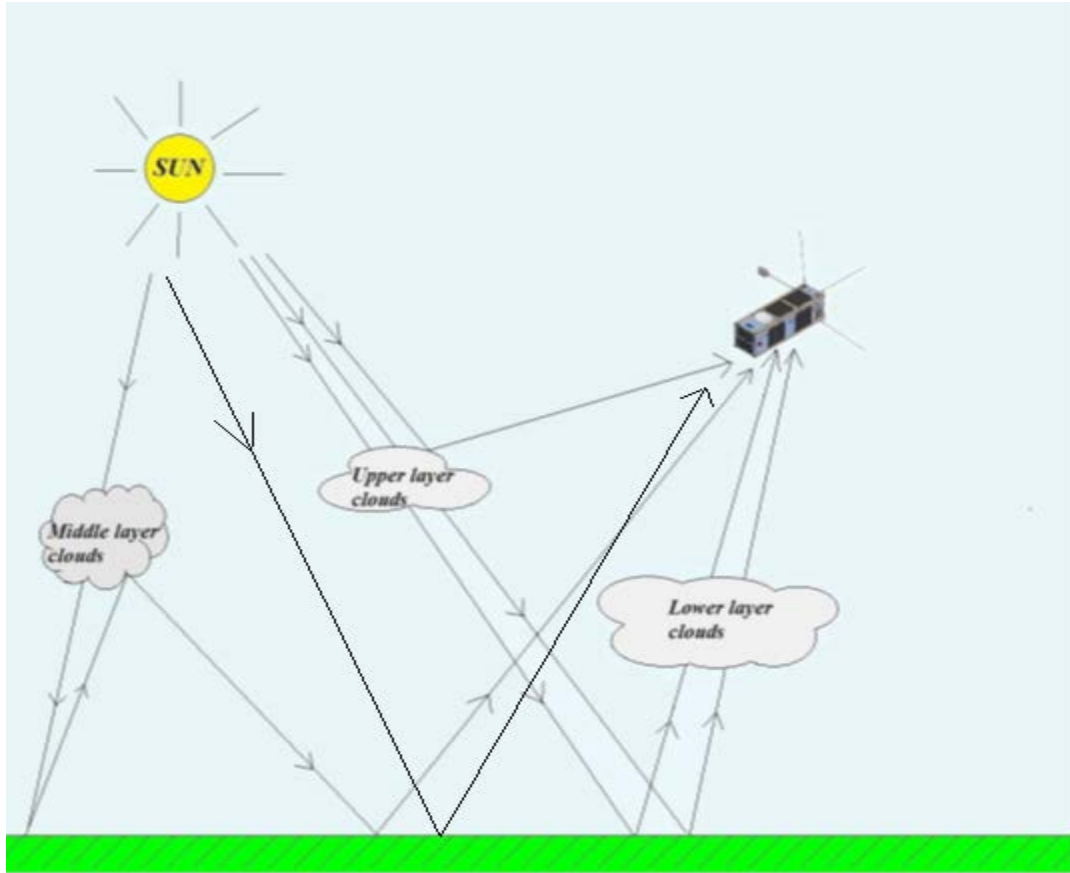 SUN
Upper layer
clouds
Middle layer
clouds
Lower layer
clouds